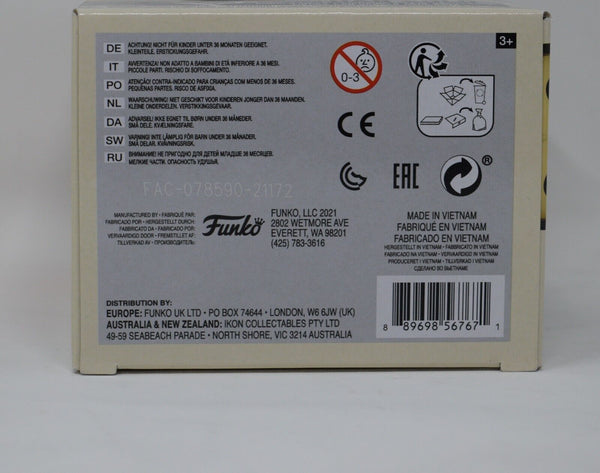 DE ACHTUNG! NICHT FÜR KINDER UNTER 36 MONATEN GEEIGNET.
KLEINTEILE, ERSTICKUNGSGEFAHR.
IT AVVERTENZA! NON ADATTO A BAMBINI DI ETÀ INFERIORE A 36 MESI.
PICCOLE PARTI. RISCHIO DI SOFFOCAMENTO.
PO ATENÇÃO! CONTRA-INDICADO PARA CRIANÇAS COM MENOS DE 36 MESES.
PEQUENAS PARTES. RISCO DE ASFIXIA.
NL WAARSCHUWING! NIET GESCHIKT VOOR KINDEREN JONGER DAN 36 MAANDEN.
KLEINE ONDERDELEN. VERSTIKKINGSGEVAAR.
DA ADVARSEL! IKKE EGNET TIL BØRN UNDER 36 MÅNEDER.
SMÅ DELE. KVÆLNINGSFARE.
SW VARNING! INTE LÄMPLIG FÖR BARN UNDER 36 MÅNADER.
SMÅ DELAR. KVÄVNINGSRISK.
RU ВНИМАНИЕ! НЕ ПРИГОДНО ДЛЯ ДЕТЕЙ МЛАДШЕ 36 МЕСЯЦЕВ.
МЕЛКИЕ ЧАСТИ. ОПАСНОСТЬ УДУШЬЯ.
0-3
3+
CE
EAC
®
FAC-078590-21172
MANUFACTURED BY • FABRIQUÉ PAR:
FABRICADO POR • HERGESTELLT DURCH:
FABRICADO POR:
VERVAARDIGD DOOR • FREMSTILLET AF:
TILLVERKAD AV • ПРОИЗВОДИТЕЛЬ:
Funko
FUNKO, LLC 2021
2802 WETMORE AVE
EVERETT, WA 98201
(425) 783-3616
MADE IN VIETNAM
FABRIQUÉ EN VIETNAM
FABRICADO EN VIETNAM
HERGESTELLT IN VIETNAM • FABBRICATO IN VIETNAM
FABRICADO NA VIETNAM • VERVAARDIGD IN VIETNAM
PRODUCERET I VIETNAM • TILLVERKAD I VIETNAM
СДЕЛАНО ВО ВЬЕТНАМЕ
DISTRIBUTION BY:
EUROPE: FUNKO UK LTD • PO BOX 74644 • LONDON, W6 6JW (UK)
AUSTRALIA & NEW ZEALAND: IKON COLLECTABLES PTY LTD
49-59 SEABEACH PARADE • NORTH SHORE, VIC 3214 AUSTRALIA
8 89698 56767 1